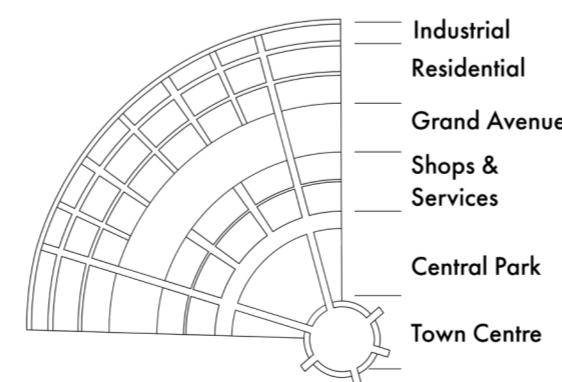 Industrial
Residential
Grand Avenue
Shops &
Services
Central Park
Town Centre